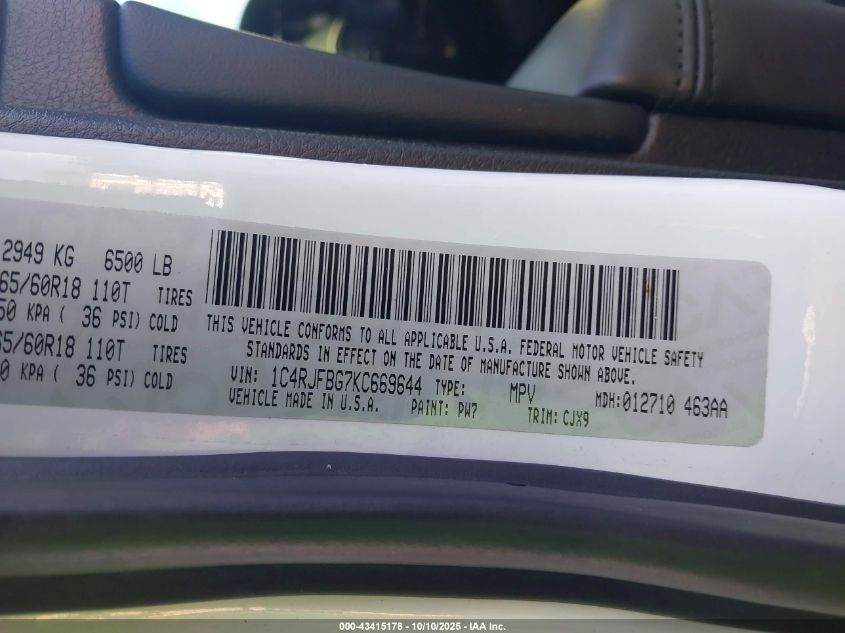 2949 KG 6500 LB
65/60R18 110T TIRES
50 KPA ( 36 PSI) COLD
65/60R18 110T TIRES
0 KPA ( 36 PSI) COLD
THIS VEHICLE CONFORMS TO ALL APPLICABLE U.S.A. FEDERAL MOTOR VEHICLE SAFETY
STANDARDS IN EFFECT ON THE DATE OF MANUFACTURE SHOWN ABOVE.
VIN: 1C4RJFBG7KC669644 TYPE: MPV MDH:012710 463AA
VEHICLE MADE IN U.S.A. PAINT: PW7 TRIM: CJX9
000-43415178 - 10/10/2025 - IAA Inc.